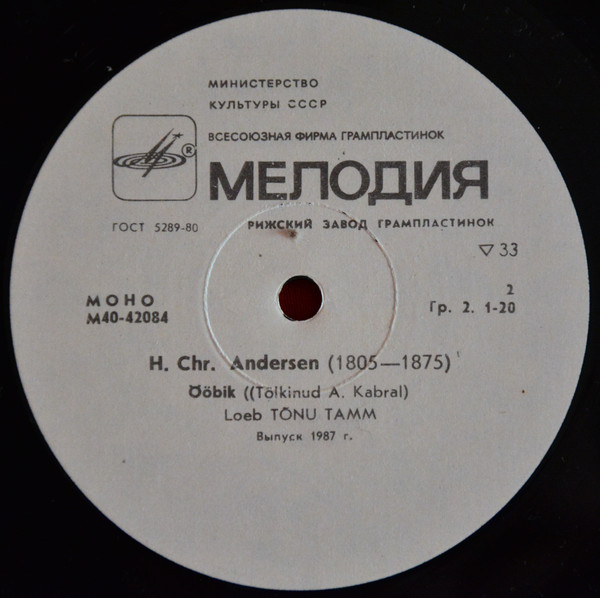 МИНИСТЕРСТВО
КУЛЬТУРЫ СССР
ВСЕСОЮЗНАЯ ФИРМА ГРАМПЛАСТИНОК
®
МЕЛОДИЯ
ГОСТ 5289-80
РИЖСКИЙ ЗАВОД ГРАМПЛАСТИНОК
▽ 33
МОНО
М40-42084
2
Гр. 2. 1-20
H. Chr. Andersen (1805—1875)
Ööbik ((Tõlkinud A. Kabral)
Loeb TÕNU TAMM
Выпуск 1987 г.